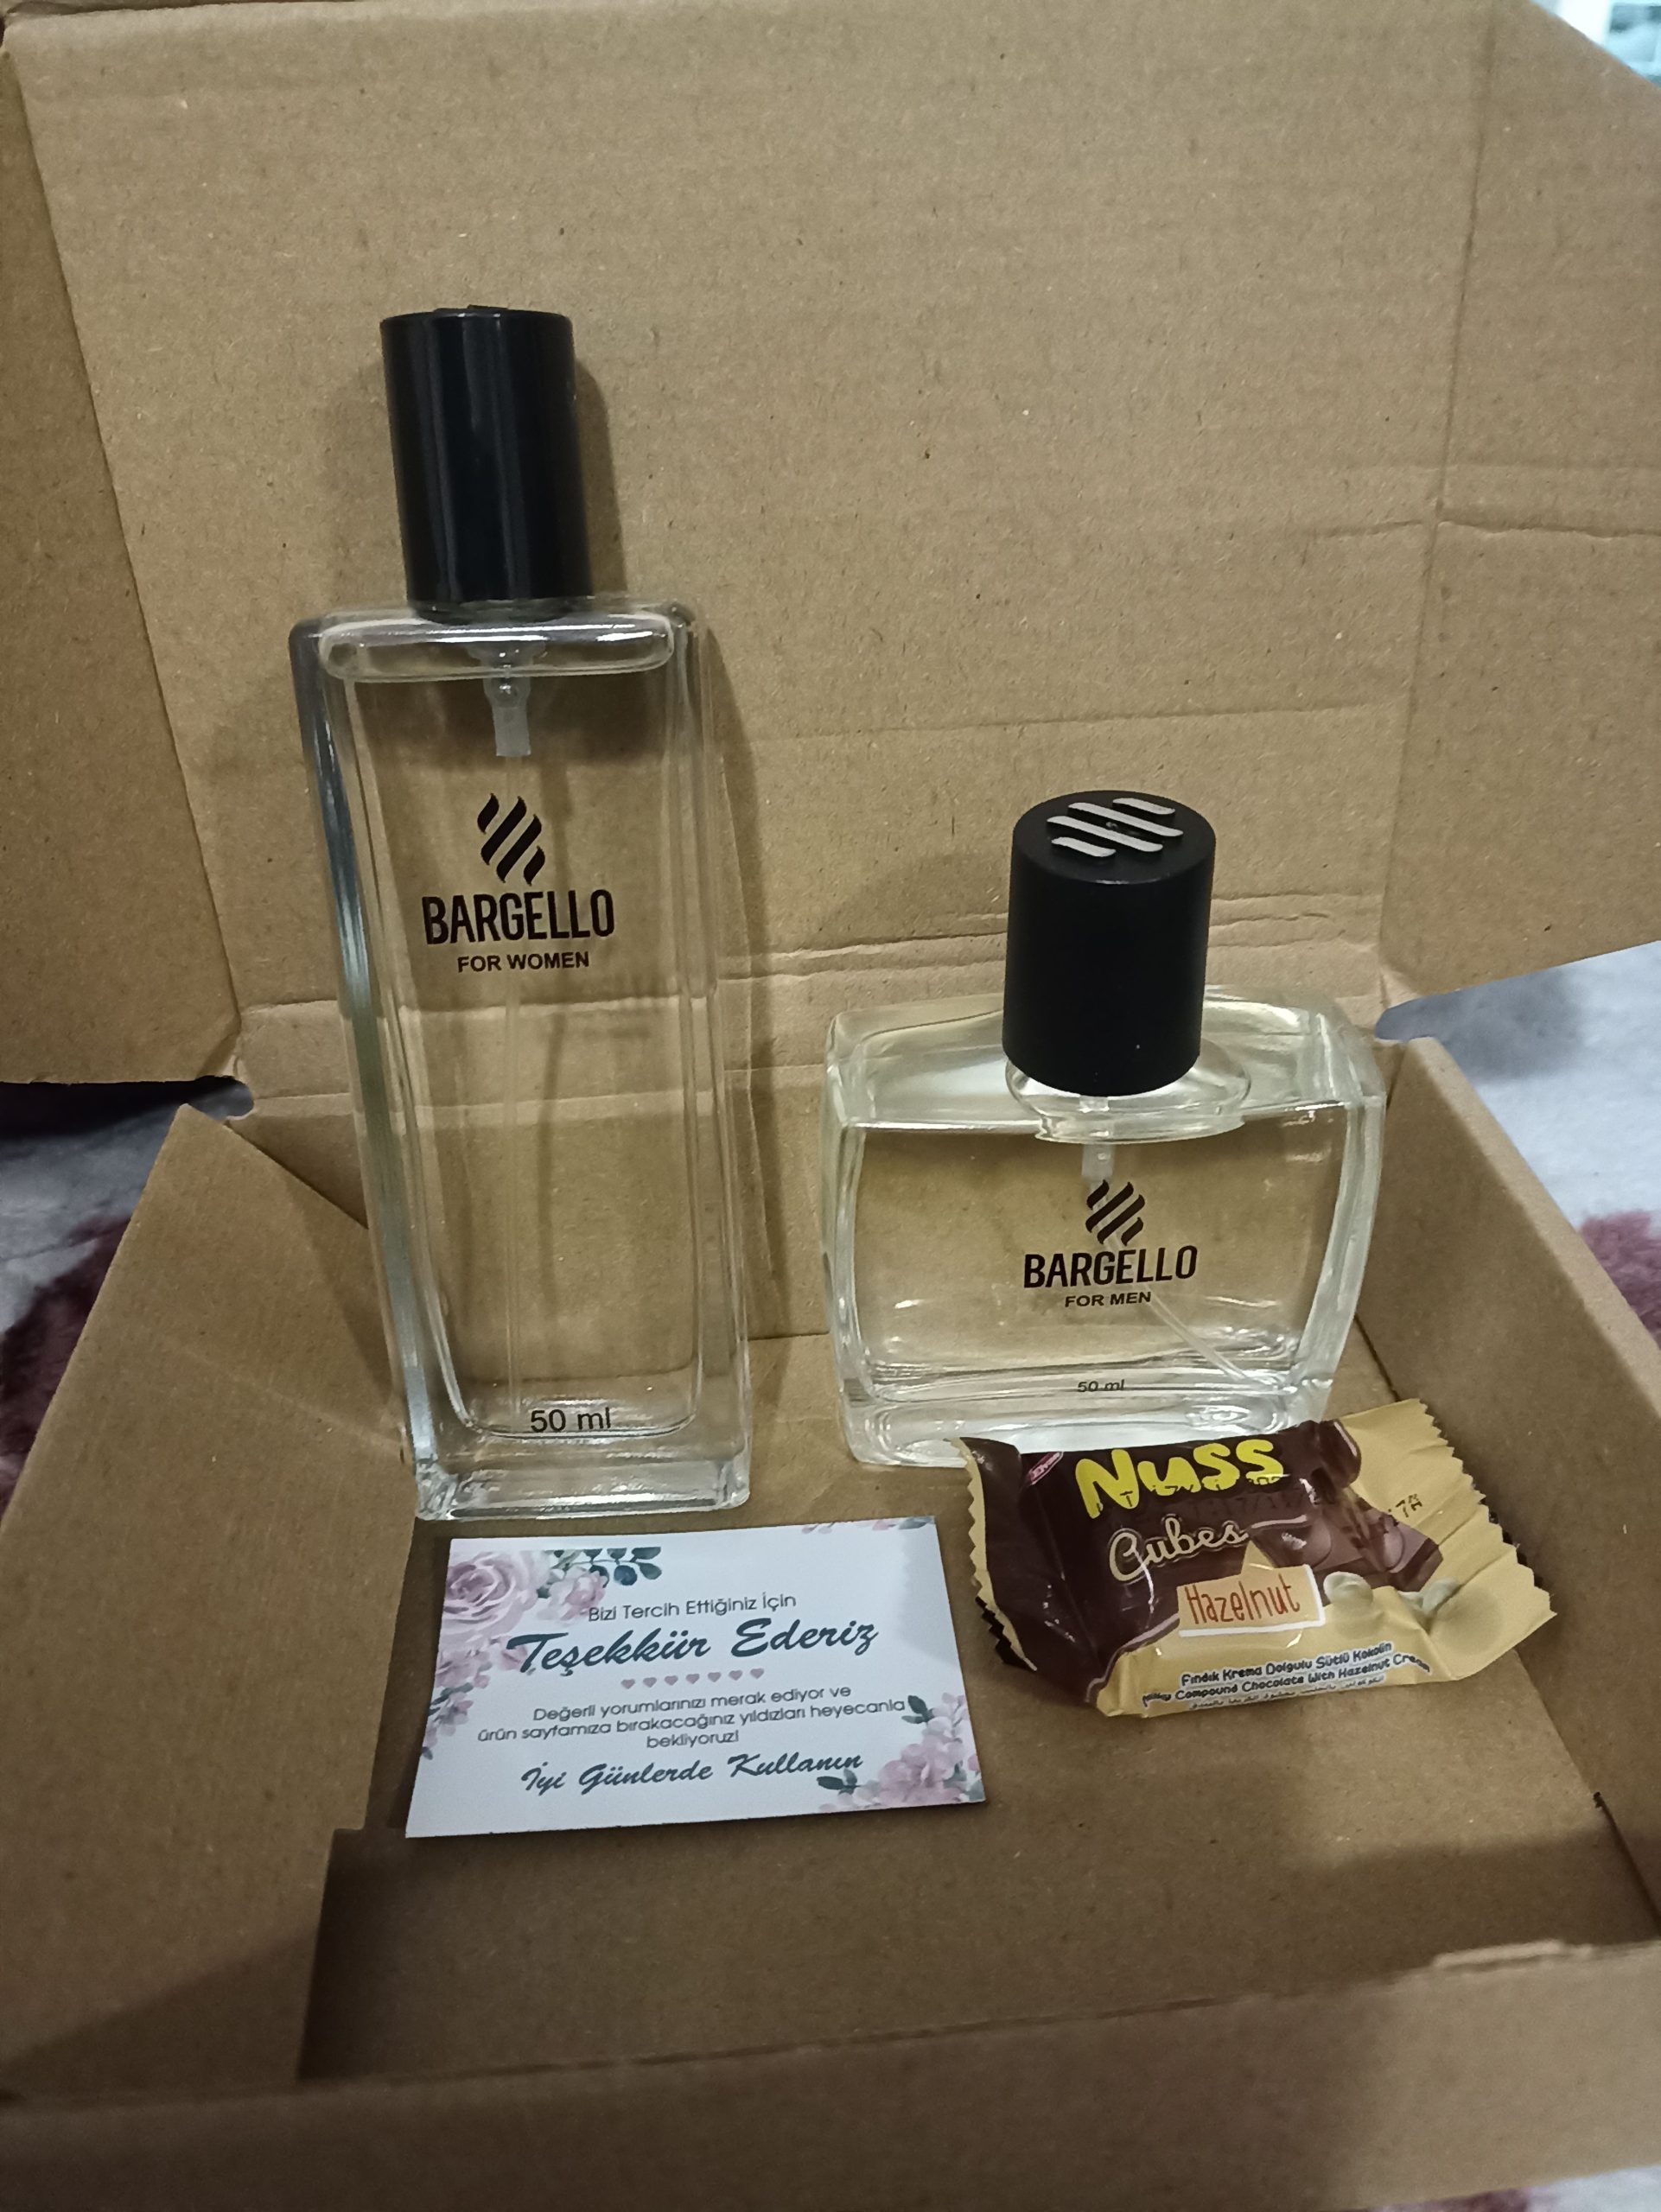 BARGELLO
FOR WOMEN
50 ml
BARGELLO
FOR MEN
50 ml
Bizi Tercih Ettiğiniz İçin
Teşekkür Ederiz
Değerli yorumlarınızı merak ediyor ve
ürün sayfamıza bırakacağınız yıldızları heyecanla
bekliyoruz!
İyi Günlerde Kullanın
Nuss
Cubes
Hazelnut
Fındık Krema Dolgulu Sütlü Kokolin
Milky Compound Chocolate With Hazelnut Cream